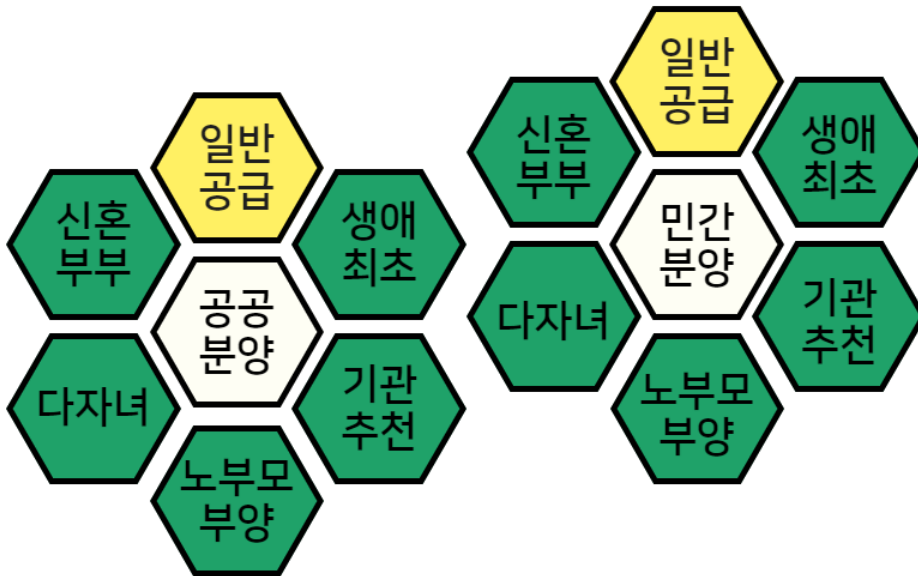 일반
공급
신혼
부부
생애
최초
공공
분양
다자녀
기관
추천
노부모
부양
일반
공급
신혼
부부
생애
최초
민간
분양
다자녀
기관
추천
노부모
부양